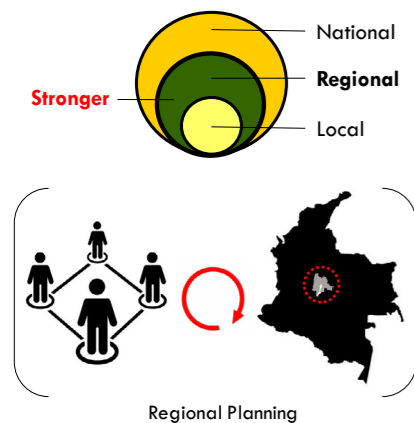 National
Regional
Stronger
Local
Regional Planning